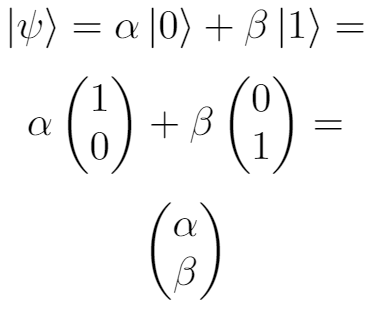 |ψ⟩ = α |0⟩ + β |1⟩ =
α (1 0) + β (0 1) =
(α β)